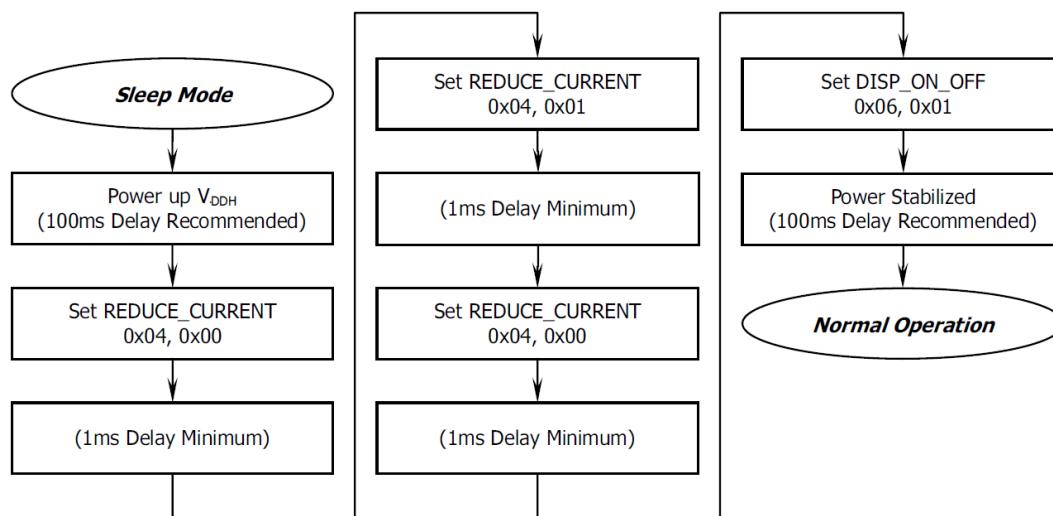 Sleep Mode
Power up VDDH
(100ms Delay Recommended)
Set REDUCE_CURRENT
0x04, 0x00
(1ms Delay Minimum)
Set REDUCE_CURRENT
0x04, 0x01
(1ms Delay Minimum)
Set REDUCE_CURRENT
0x04, 0x00
(1ms Delay Minimum)
Set DISP_ON_OFF
0x06, 0x01
Power Stabilized
(100ms Delay Recommended)
Normal Operation